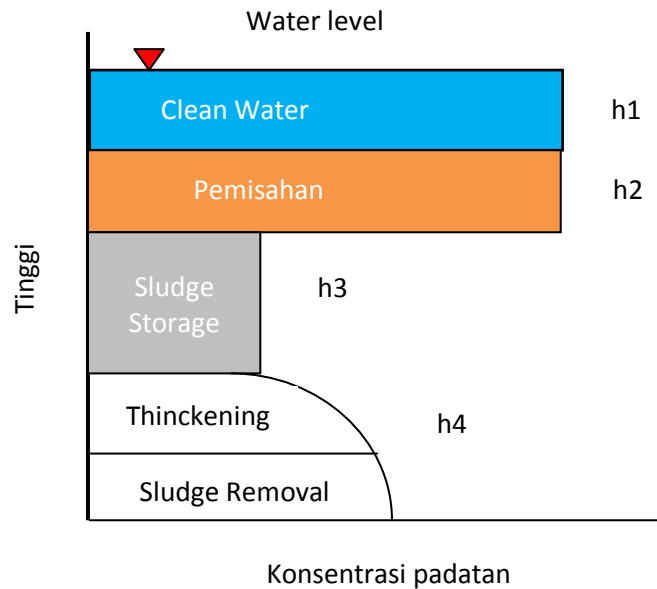 Water level
Clean Water
h1
Pemisahan
h2
Tinggi
Sludge
Storage
h3
Thinckening
h4
Sludge Removal
Konsentrasi padatan